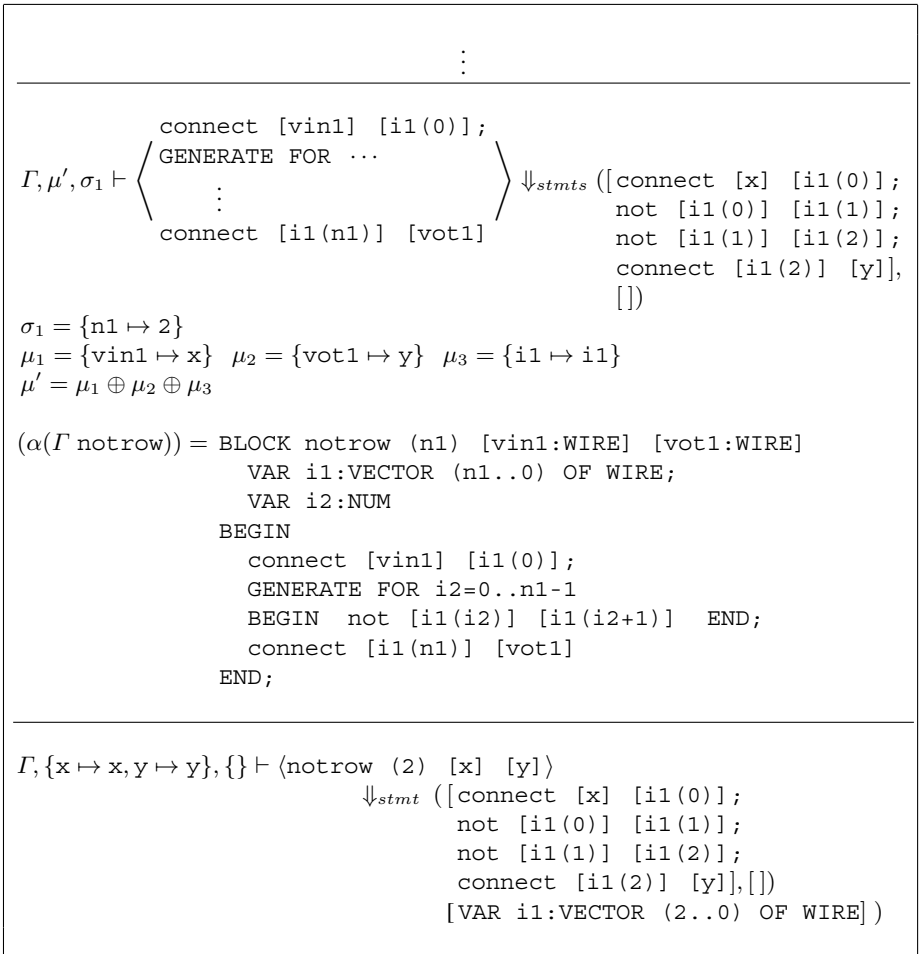 ⋮
connect [vin1] [i1(0)];
GENERATE FOR ···
Γ, μ′, σ₁ ⊢ ⟨ ⋮ ⟩ ⇓stmts ([connect [x] [i1(0)];
not [i1(0)] [i1(1)];
connect [i1(n1)] [vot1]
not [i1(1)] [i1(2)];
connect [i1(2)] [y]],
[])
σ₁ = {n1 ↦ 2}
μ₁ = {vin1 ↦ x} μ₂ = {vot1 ↦ y} μ₃ = {i1 ↦ i1}
μ′ = μ₁ ⊕ μ₂ ⊕ μ₃
(α(Γ notrow)) = BLOCK notrow (n1) [vin1:WIRE] [vot1:WIRE]
VAR i1:VECTOR (n1..0) OF WIRE;
VAR i2:NUM
BEGIN
connect [vin1] [i1(0)];
GENERATE FOR i2=0..n1-1
BEGIN not [i1(i2)] [i1(i2+1)] END;
connect [i1(n1)] [vot1]
END;
Γ, {x ↦ x, y ↦ y}, {} ⊢ ⟨notrow (2) [x] [y]⟩
⇓stmt ([connect [x] [i1(0)];
not [i1(0)] [i1(1)];
not [i1(1)] [i1(2)];
connect [i1(2)] [y]],[])
[VAR i1:VECTOR (2..0) OF WIRE] )